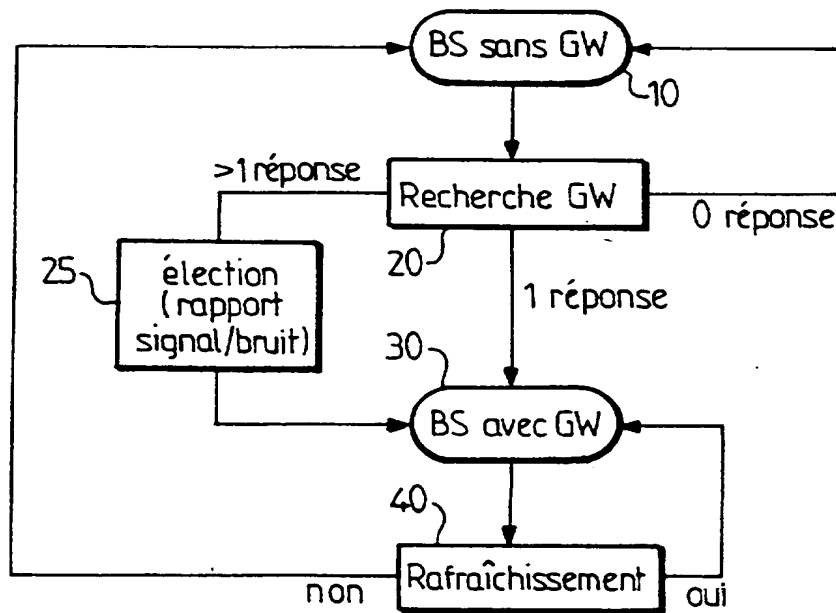 BS sans GW
10
>1 réponse
Recherche GW
0 réponse
20
25
élection
(rapport
signal/bruit)
1 réponse
30
BS avec GW
40
Rafraîchissement
non
oui